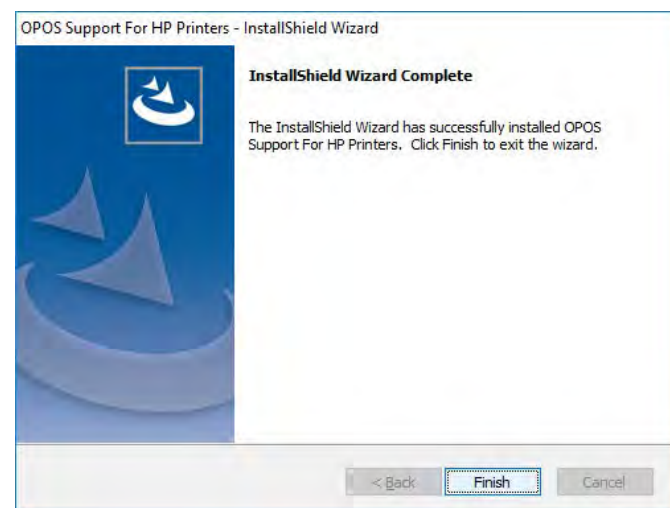 OPOS Support For HP Printers - InstallShield Wizard
InstallShield Wizard Complete
The InstallShield Wizard has successfully installed OPOS
Support For HP Printers. Click Finish to exit the wizard.
< Back
Finish
Cancel